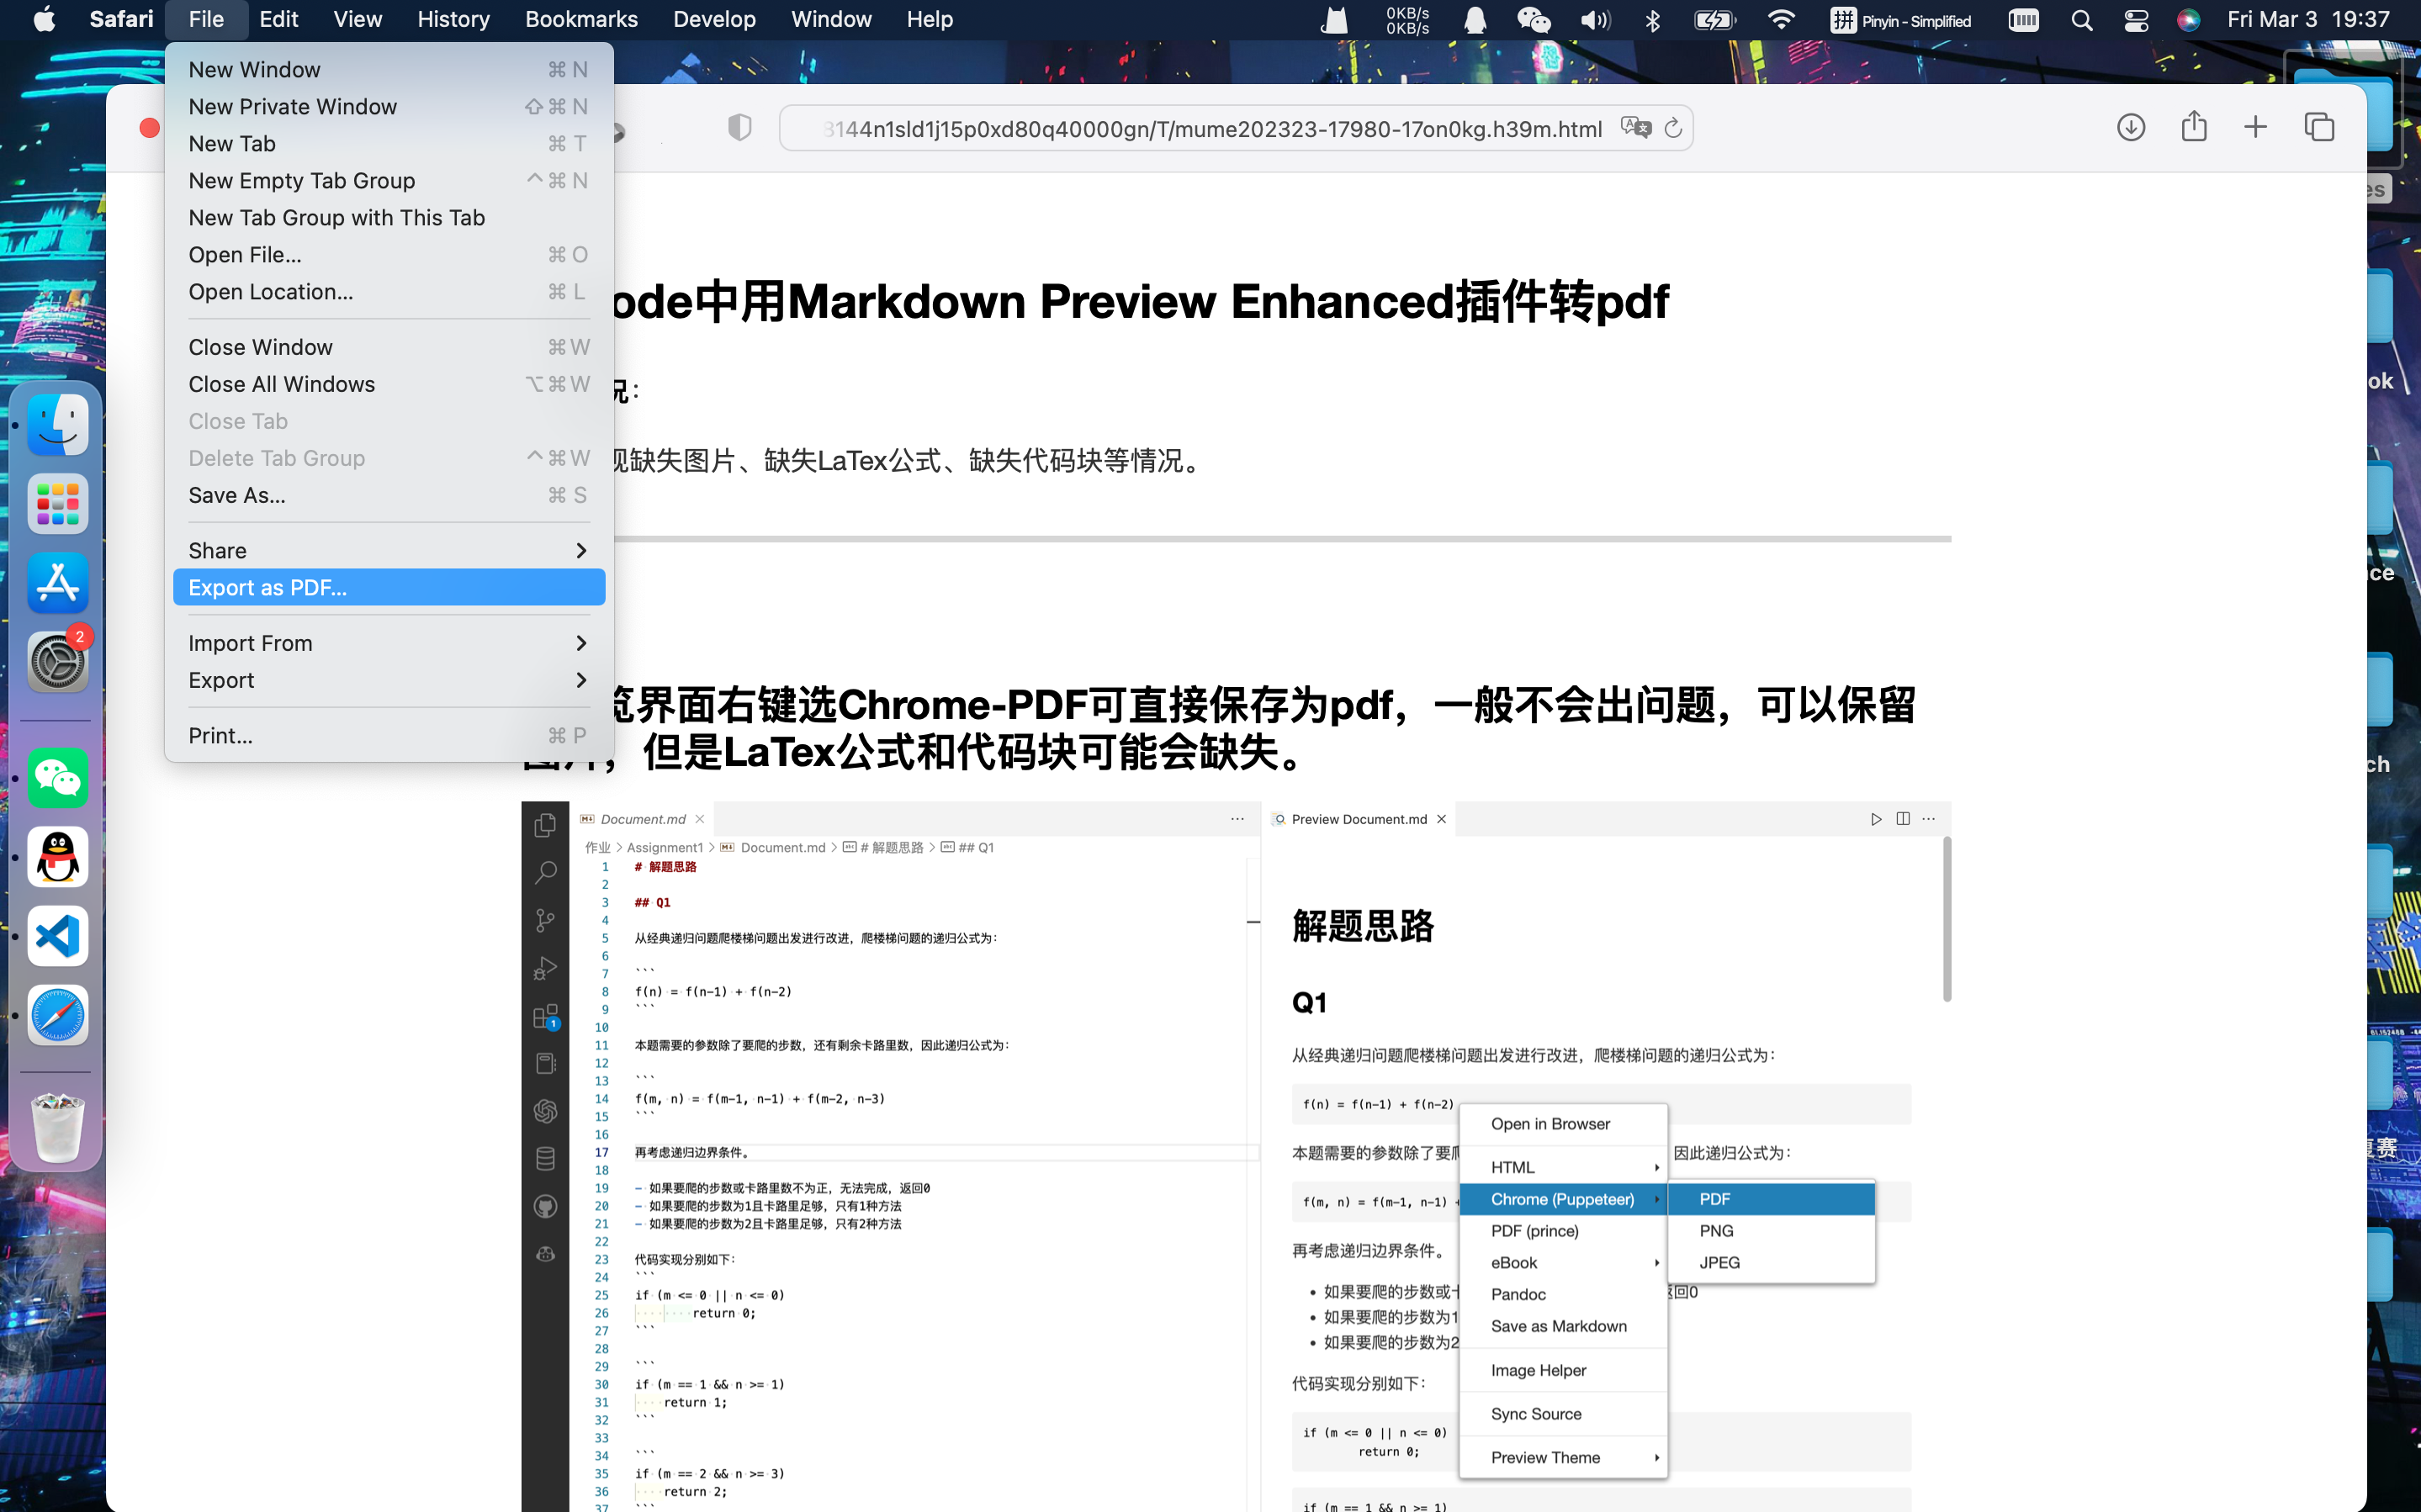 Safari File Edit View History Bookmarks Develop Window Help
0KB/s
0KB/s
拼 Pinyin - Simplified
Fri Mar 3 19:37
New Window ⌘ N
New Private Window ⇧⌘ N
New Tab ⌘ T
New Empty Tab Group ^⌘ N
New Tab Group with This Tab
Open File... ⌘ O
Open Location... ⌘ L
Close Window ⌘W
Close All Windows ⌥⌘W
Close Tab
Delete Tab Group ^⌘W
Save As... ⌘ S
Share
Export as PDF...
Import From
Export
Print... ⌘ P
2
144n1sld1j15p0xd80q40000gn/T/mume202323-17980-17on0kg.h39m.html
es
ok
ce
ch
赛
ode中用Markdown Preview Enhanced插件转pdf
况：
现缺失图片、缺失LaTex公式、缺失代码块等情况。
览界面右键选Chrome-PDF可直接保存为pdf，一般不会出问题，可以保留
图片，但是LaTex公式和代码块可能会缺失。
Document.md
作业 > Assignment1 > Document.md > # 解题思路 > ## Q1
1 # 解题思路
2
3 ## Q1
4
5 从经典递归问题爬楼梯问题出发进行改进，爬楼梯问题的递归公式为：
6
7 ```
8 f(n) = f(n-1) + f(n-2)
9 ```
10
11 本题需要的参数除了要爬的步数，还有剩余卡路里数，因此递归公式为：
12
13 ```
14 f(m, n) = f(m-1, n-1) + f(m-2, n-3)
15 ```
16
17 再考虑递归边界条件。
18
19 - 如果要爬的步数或卡路里数不为正，无法完成，返回0
20 - 如果要爬的步数为1且卡路里足够，只有1种方法
21 - 如果要爬的步数为2且卡路里足够，只有2种方法
22
23 代码实现分别如下：
24 ```
25 if (m <= 0 || n <= 0)
26 return 0;
27 ```
28
29 ```
30 if (m == 1 && n >= 1)
31 return 1;
32 ```
33
34 ```
35 if (m == 2 && n >= 3)
36 return 2;
37 ```
1
Preview Document.md
解题思路
Q1
从经典递归问题爬楼梯问题出发进行改进，爬楼梯问题的递归公式为：
f(n) = f(n-1) + f(n-2)
本题需要的参数除了要爬 因此递归公式为：
f(m, n) = f(m-1, n-1) +
再考虑递归边界条件。
• 如果要爬的步数或 返回0
• 如果要爬的步数为1
• 如果要爬的步数为2
代码实现分别如下：
if (m <= 0 || n <= 0)
return 0;
if (m == 1 && n >= 1)
Open in Browser
HTML
Chrome (Puppeteer)
PDF (prince)
eBook
Pandoc
Save as Markdown
Image Helper
Sync Source
Preview Theme
PDF
PNG
JPEG